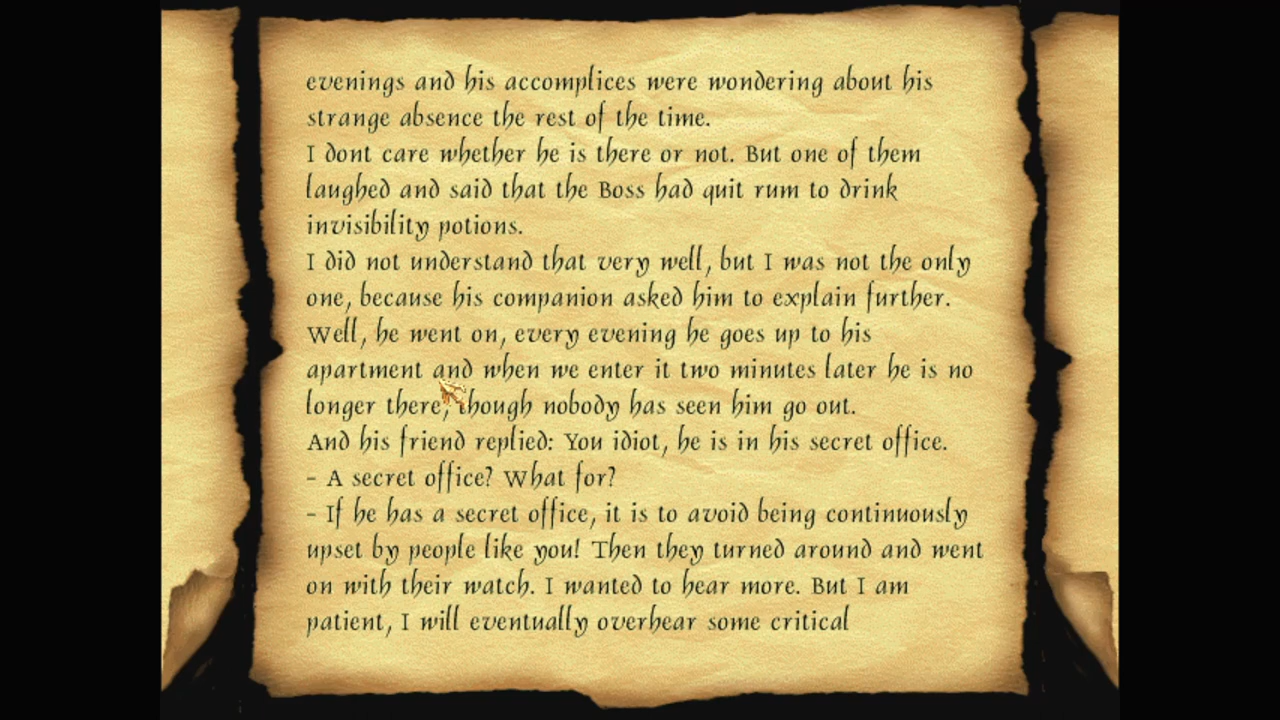 evenings and his accomplices were wondering about his
strange absence the rest of the time.
I dont care whether he is there or not. But one of them
laughed and said that the Boss had quit rum to drink
invisibility potions.
I did not understand that very well, but I was not the only
one, because his companion asked him to explain further.
Well, he went on, every evening he goes up to his
apartment and when we enter it two minutes later he is no
longer there, though nobody has seen him go out.
And his friend replied: You idiot, he is in his secret office.
- A secret office? What for?
- If he has a secret office, it is to avoid being continuously
upset by people like you! Then they turned around and went
on with their watch. I wanted to hear more. But I am
patient, I will eventually overhear some critical